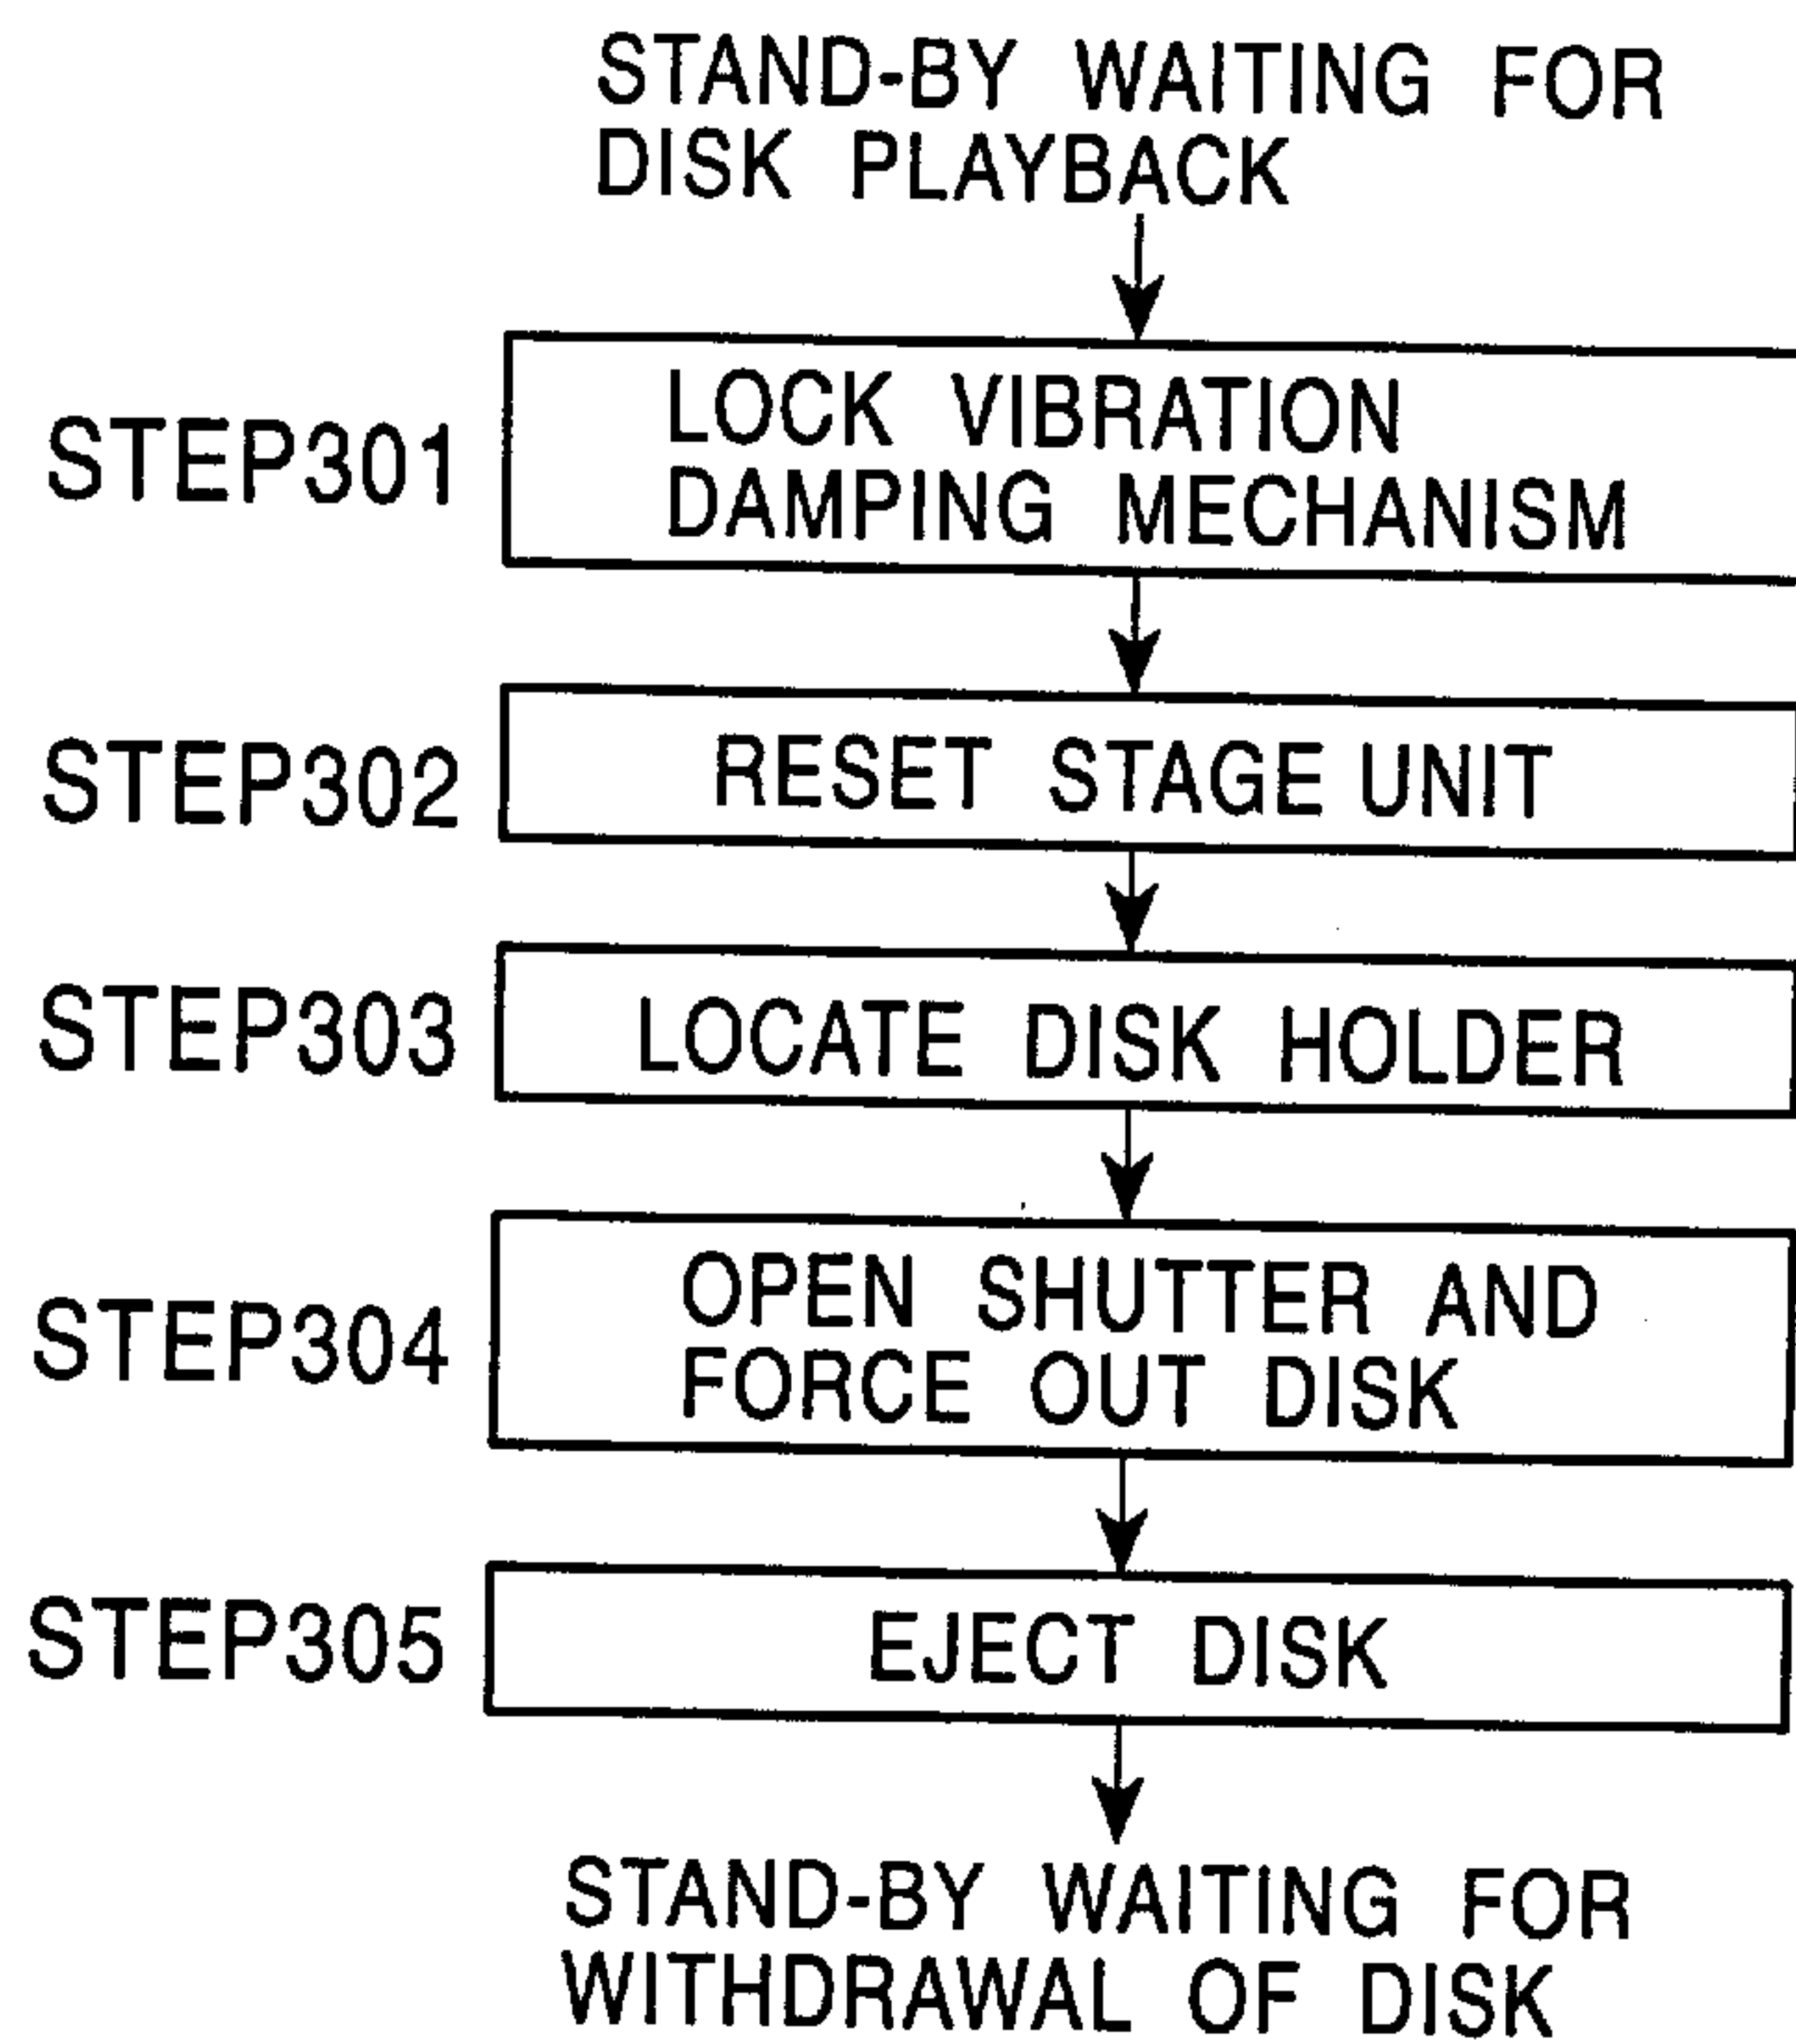 STAND-BY WAITING FOR
DISK PLAYBACK
STEP301
LOCK VIBRATION
DAMPING MECHANISM
STEP302
RESET STAGE UNIT
STEP303
LOCATE DISK HOLDER
STEP304
OPEN SHUTTER AND
FORCE OUT DISK
STEP305
EJECT DISK
STAND-BY WAITING FOR
WITHDRAWAL OF DISK